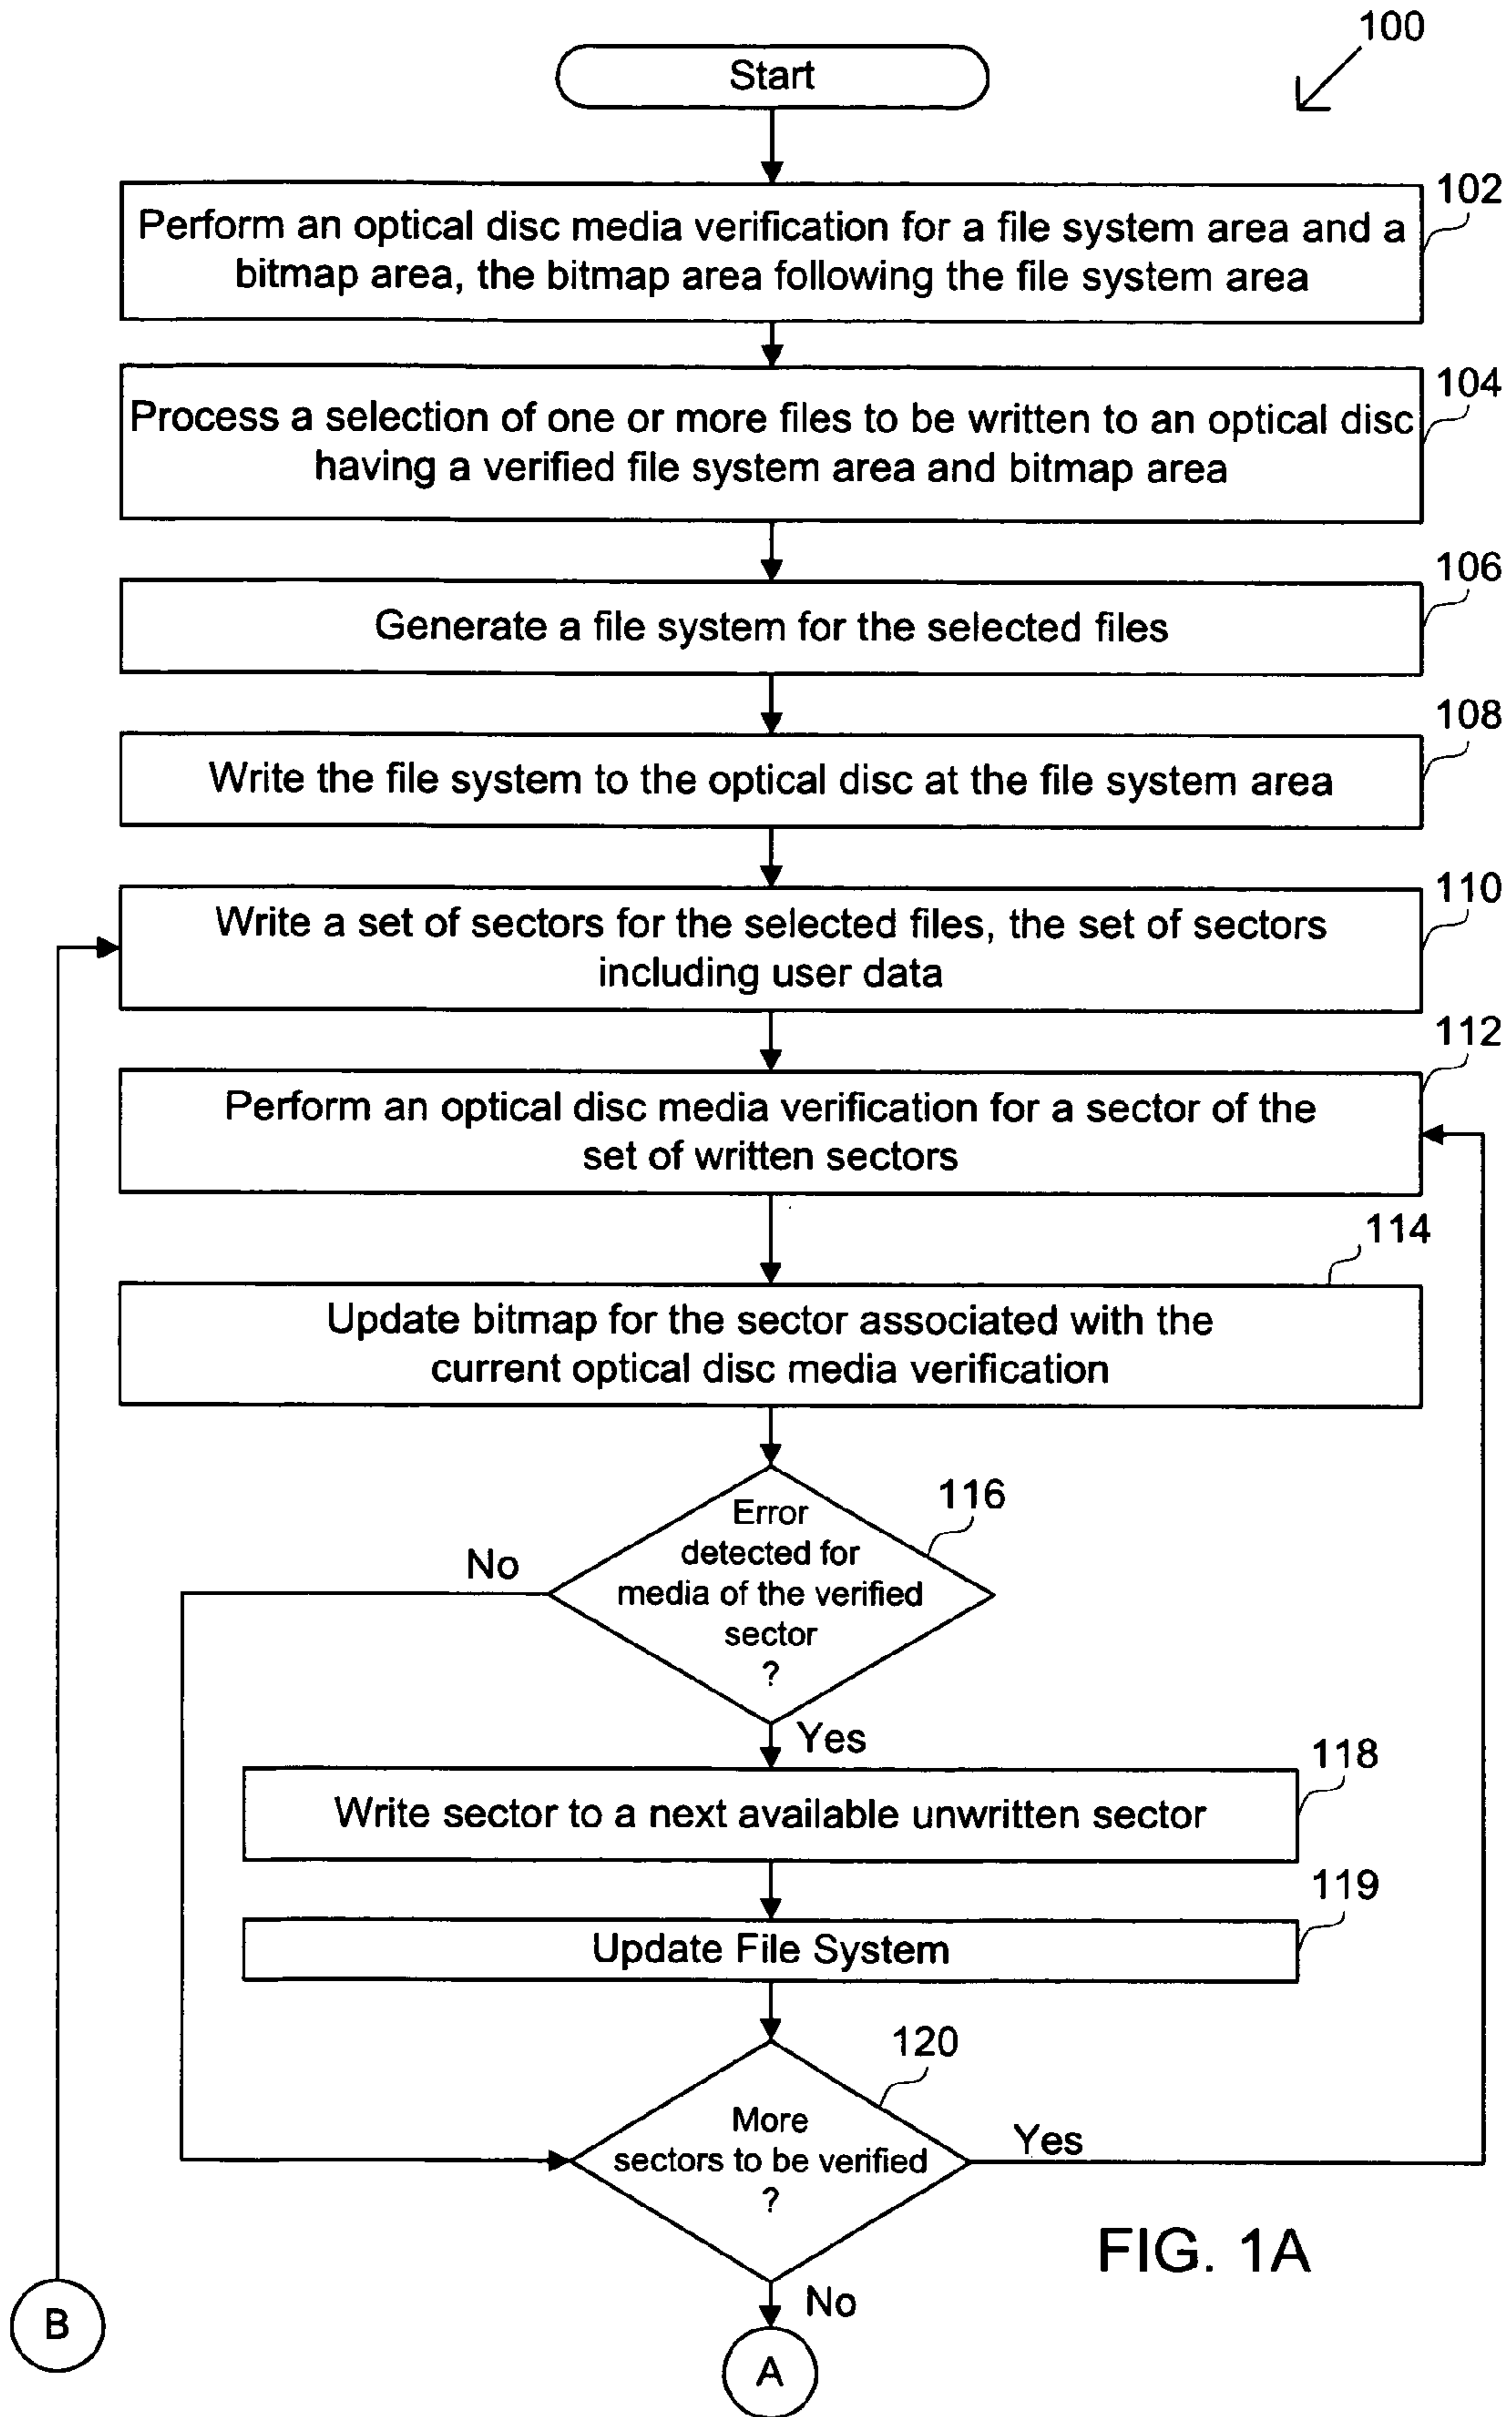 100
Start
102
Perform an optical disc media verification for a file system area and a
bitmap area, the bitmap area following the file system area
104
Process a selection of one or more files to be written to an optical disc
having a verified file system area and bitmap area
106
Generate a file system for the selected files
108
Write the file system to the optical disc at the file system area
110
Write a set of sectors for the selected files, the set of sectors
including user data
112
Perform an optical disc media verification for a sector of the
set of written sectors
114
Update bitmap for the sector associated with the
current optical disc media verification
116
Error
detected for
media of the verified
sector
?
No
Yes
118
Write sector to a next available unwritten sector
119
Update File System
120
More
sectors to be verified
?
Yes
No
FIG. 1A
B
A